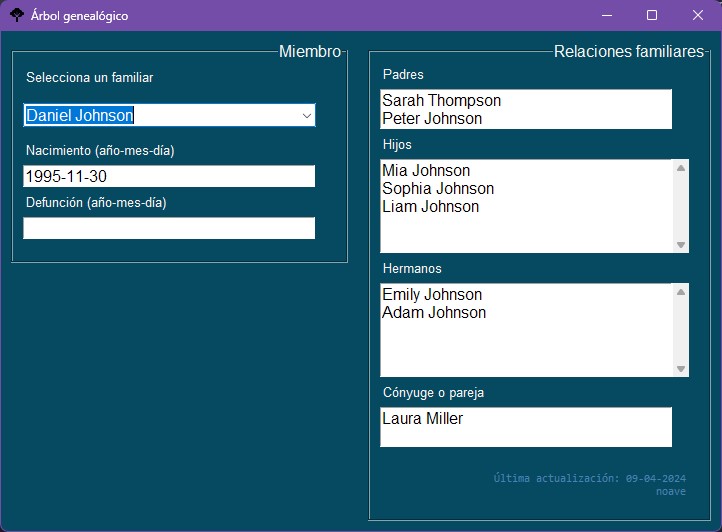 Árbol genealógico
Miembro
Selecciona un familiar
Daniel Johnson
Nacimiento (año-mes-día)
1995-11-30
Defunción (año-mes-día)
Relaciones familiares
Padres
Sarah Thompson
Peter Johnson
Hijos
Mia Johnson
Sophia Johnson
Liam Johnson
Hermanos
Emily Johnson
Adam Johnson
Cónyuge o pareja
Laura Miller
Última actualización: 09-04-2024
noave